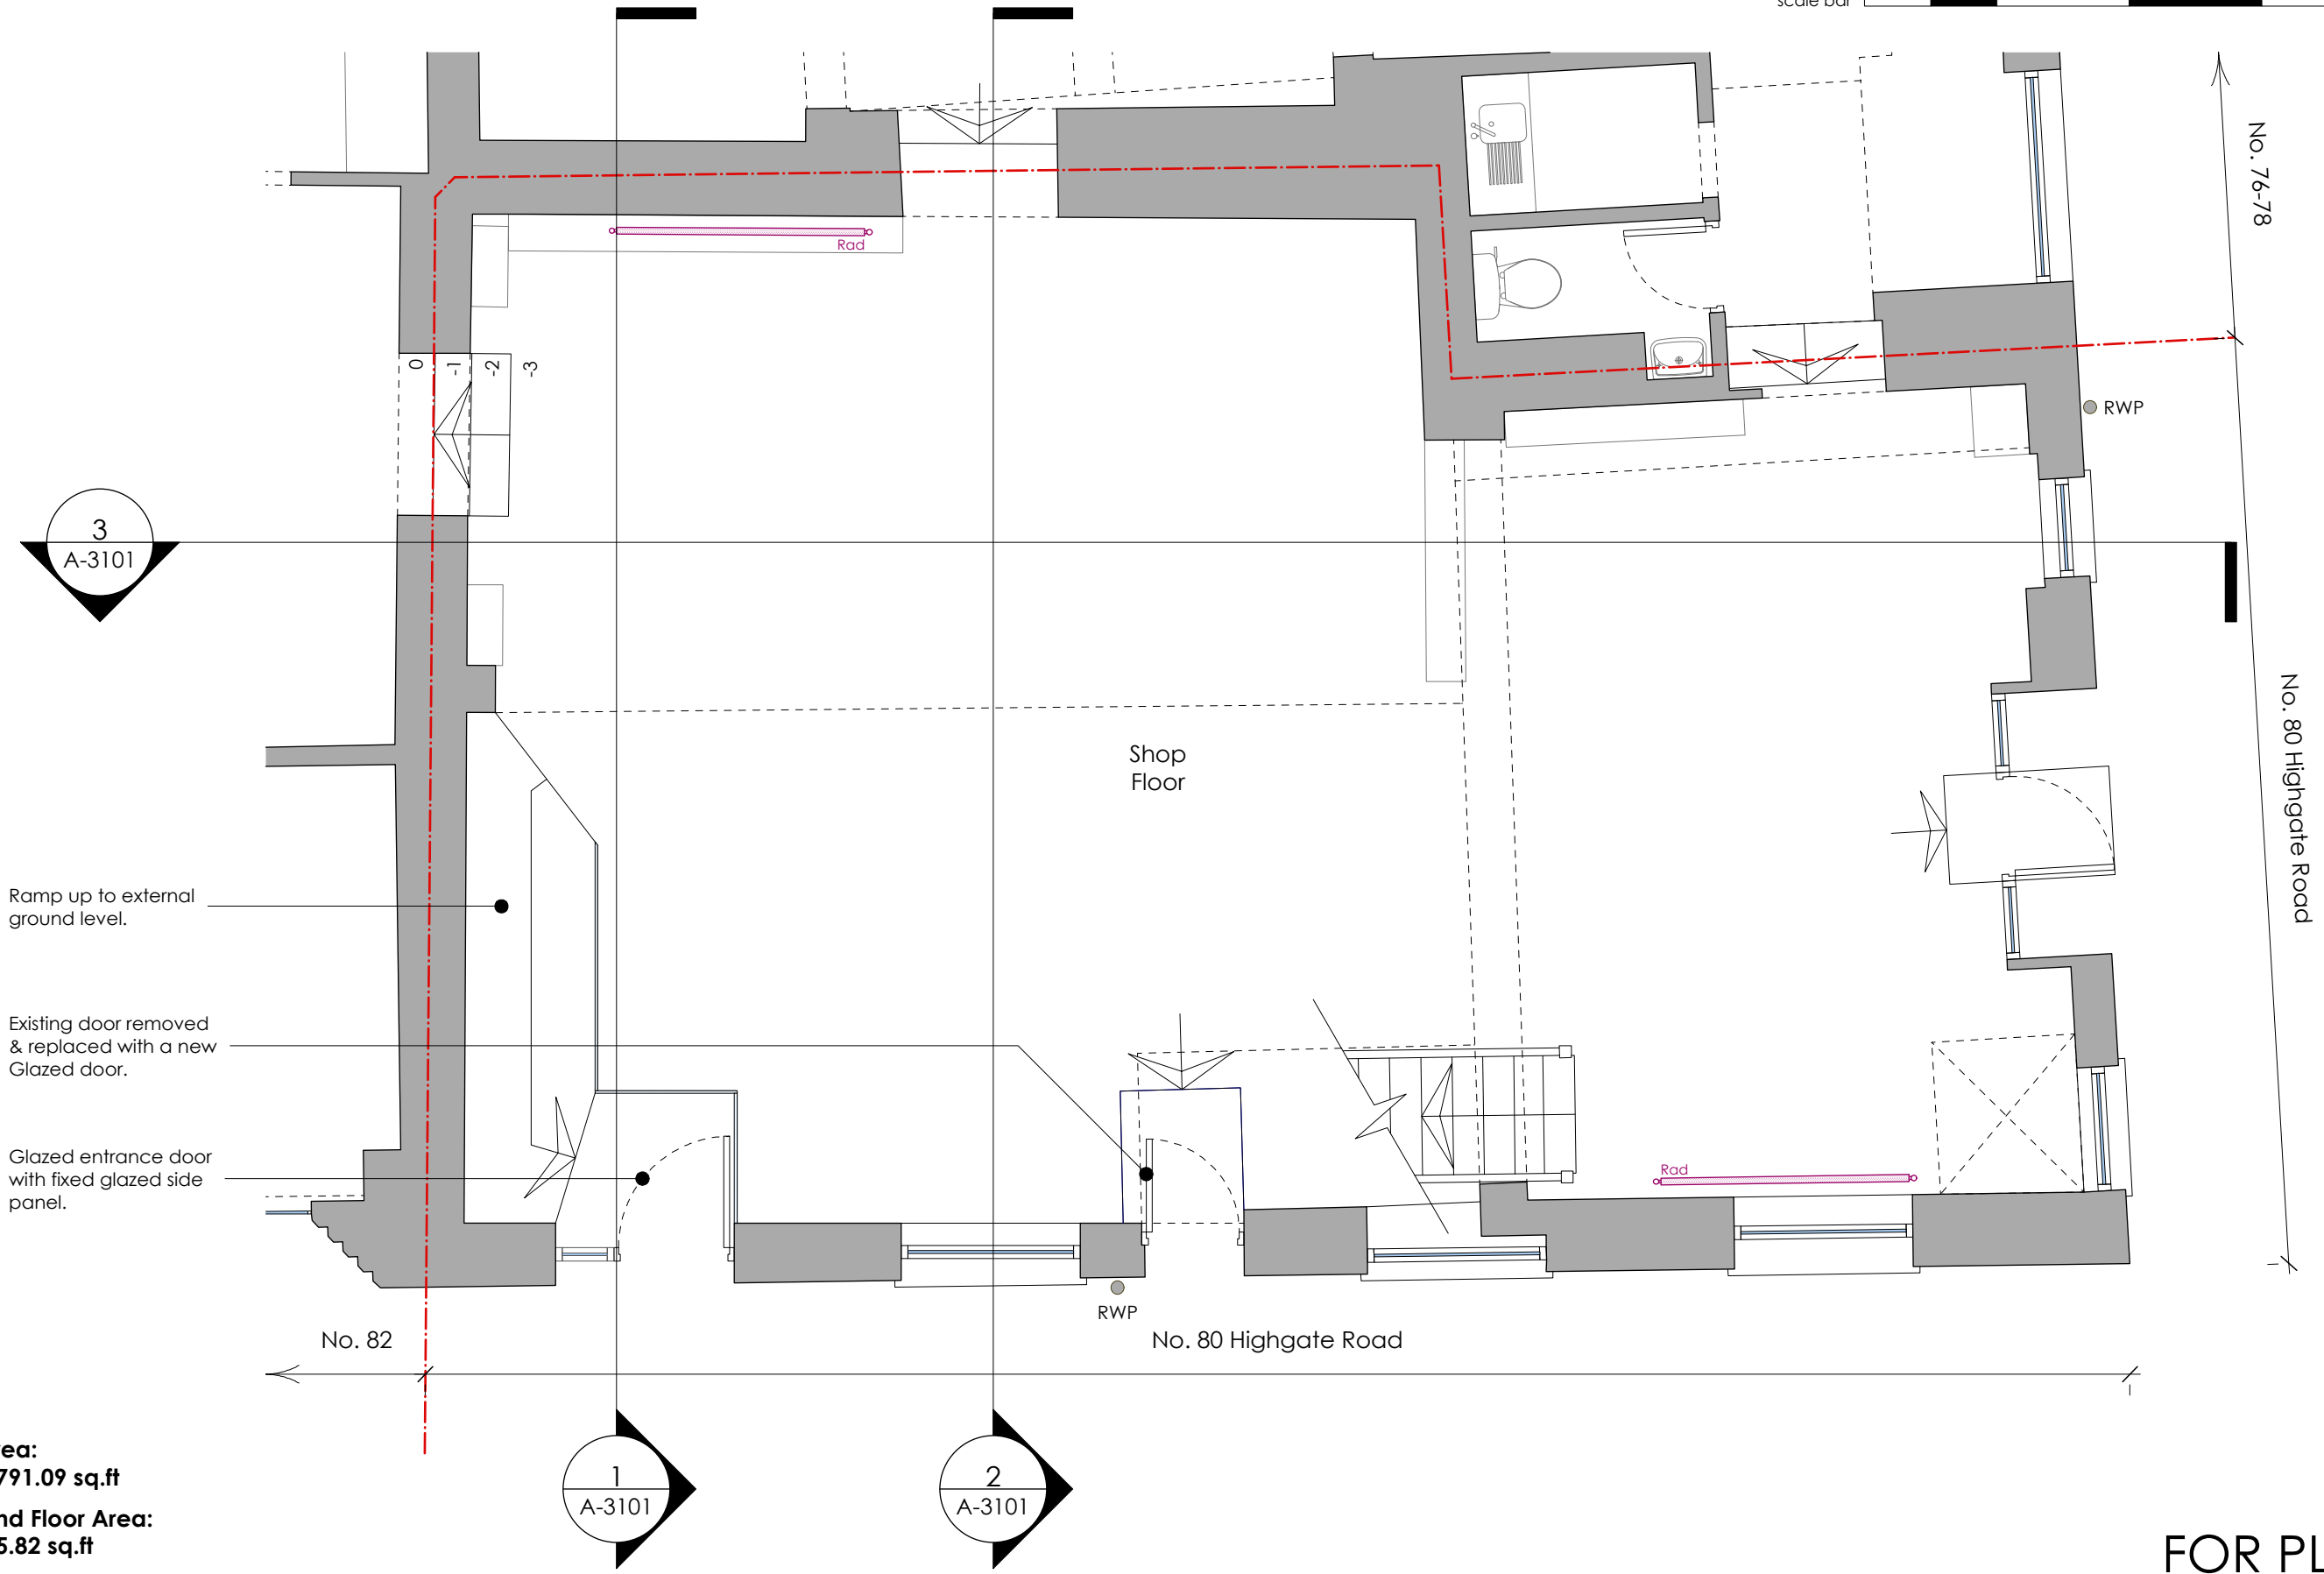 scale bar
No. 76-78
Rad
0
-1
-2
-3
RWP
3
A-3101
No. 80 Highgate Road
Shop
Floor
Ramp up to external
ground level.
Existing door removed
& replaced with a new
Glazed door.
Glazed entrance door
with fixed glazed side
panel.
Rad
RWP
No. 82
No. 80 Highgate Road
791.09 sq.ft
1
A-3101
2
A-3101
Floor Area:
5.82 sq.ft
FOR PL